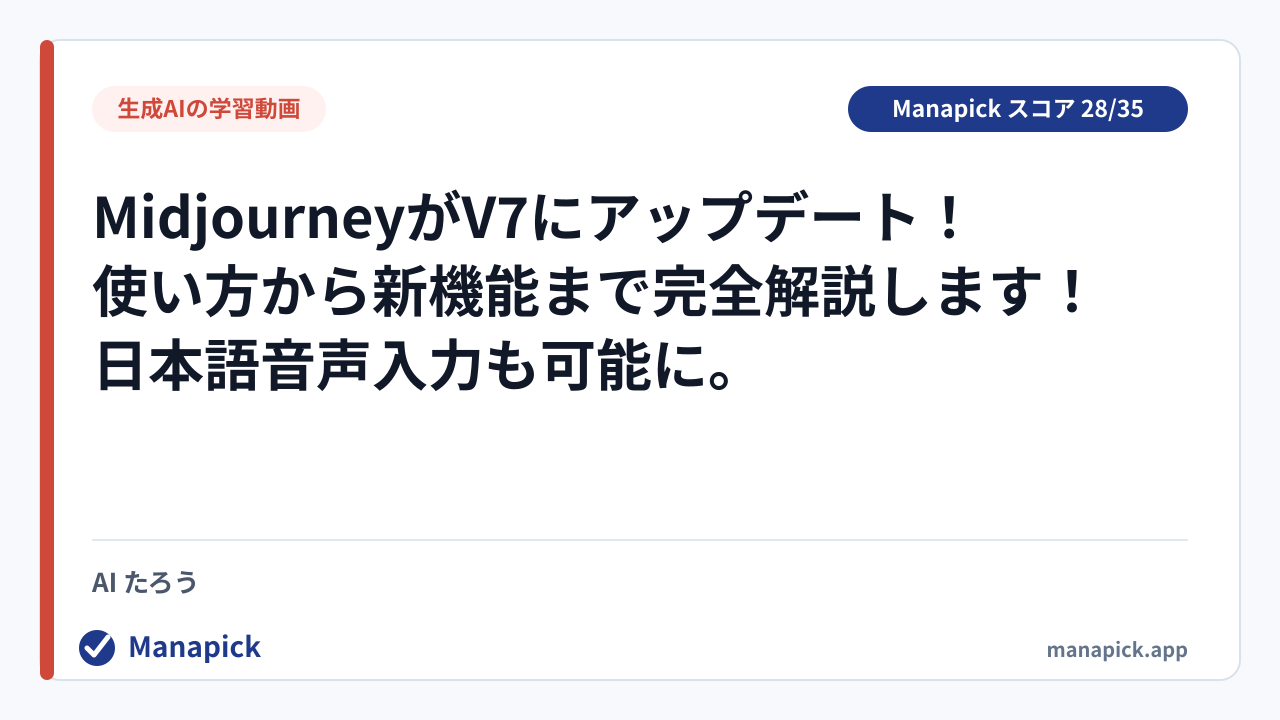 生成AIの学習動画
Manapick スコア 28/35
MidjourneyがV7にアップデート！
使い方から新機能まで完全解説します！
日本語音声入力も可能に。
AI たろう
Manapick
manapick.app